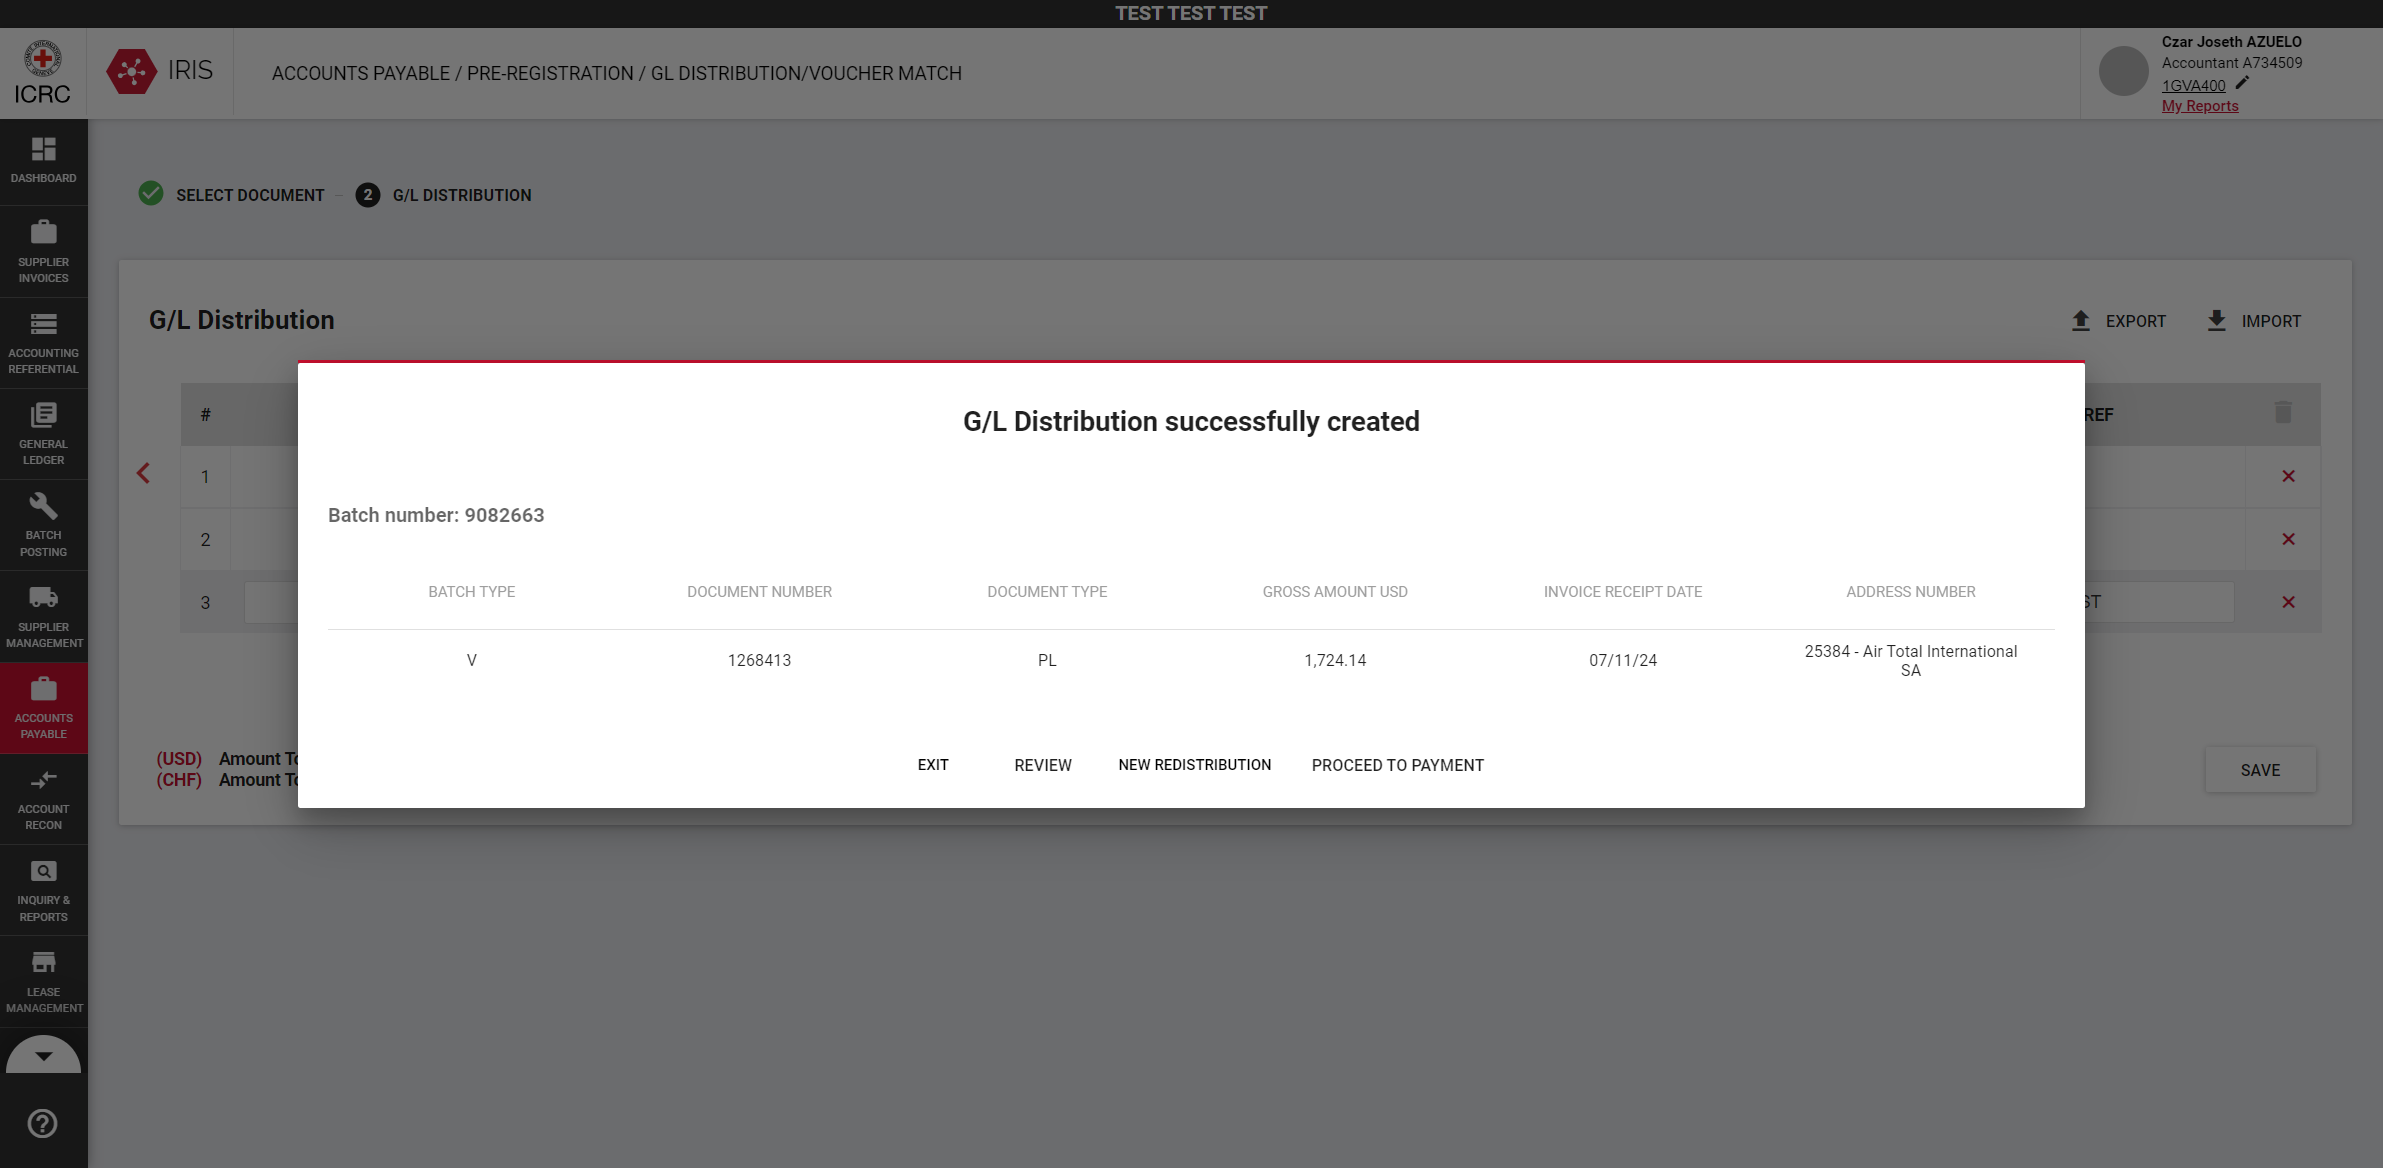 TEST TEST TEST
ICRC
IRIS
ACCOUNTS PAYABLE / PRE-REGISTRATION / GL DISTRIBUTION/VOUCHER MATCH
Czar Joseth AZUELO
Accountant A734509
1GVA400
My Reports
DASHBOARD
SUPPLIER
INVOICES
ACCOUNTING
REFERENTIAL
GENERAL
LEDGER
BATCH
POSTING
SUPPLIER
MANAGEMENT
ACCOUNTS
PAYABLE
ACCOUNT
RECON
INQUIRY &
REPORTS
LEASE
MANAGEMENT
SELECT DOCUMENT
2 G/L DISTRIBUTION
G/L Distribution
EXPORT IMPORT
# REF
1
2
3
G/L Distribution successfully created
Batch number: 9082663
BATCH TYPE DOCUMENT NUMBER DOCUMENT TYPE GROSS AMOUNT USD INVOICE RECEIPT DATE ADDRESS NUMBER
V 1268413 PL 1,724.14 07/11/24 25384 - Air Total International
SA
EXIT REVIEW NEW REDISTRIBUTION PROCEED TO PAYMENT
(USD) Amount
(CHF) Amount
SAVE